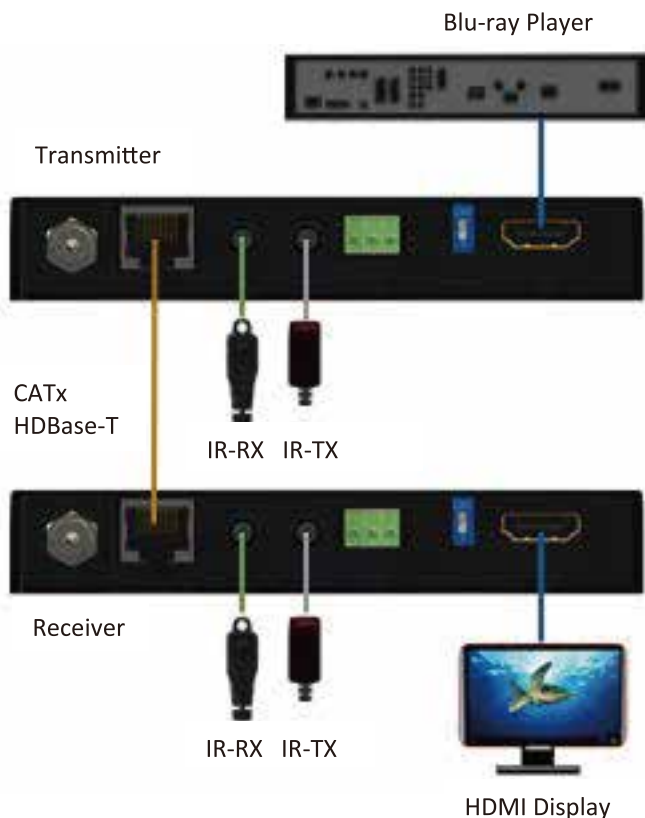 Blu-ray Player
Transmitter
CATx
HDBase-T
IR-RX IR-TX
Receiver
IR-RX IR-TX
HDMI Display